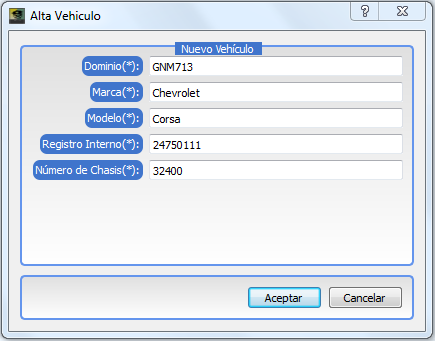 Alta Vehiculo
Nuevo Vehículo
Dominio(*): GNM713
Marca(*): Chevrolet
Modelo(*): Corsa
Registro Interno(*): 24750111
Número de Chasis(*): 32400
Aceptar Cancelar